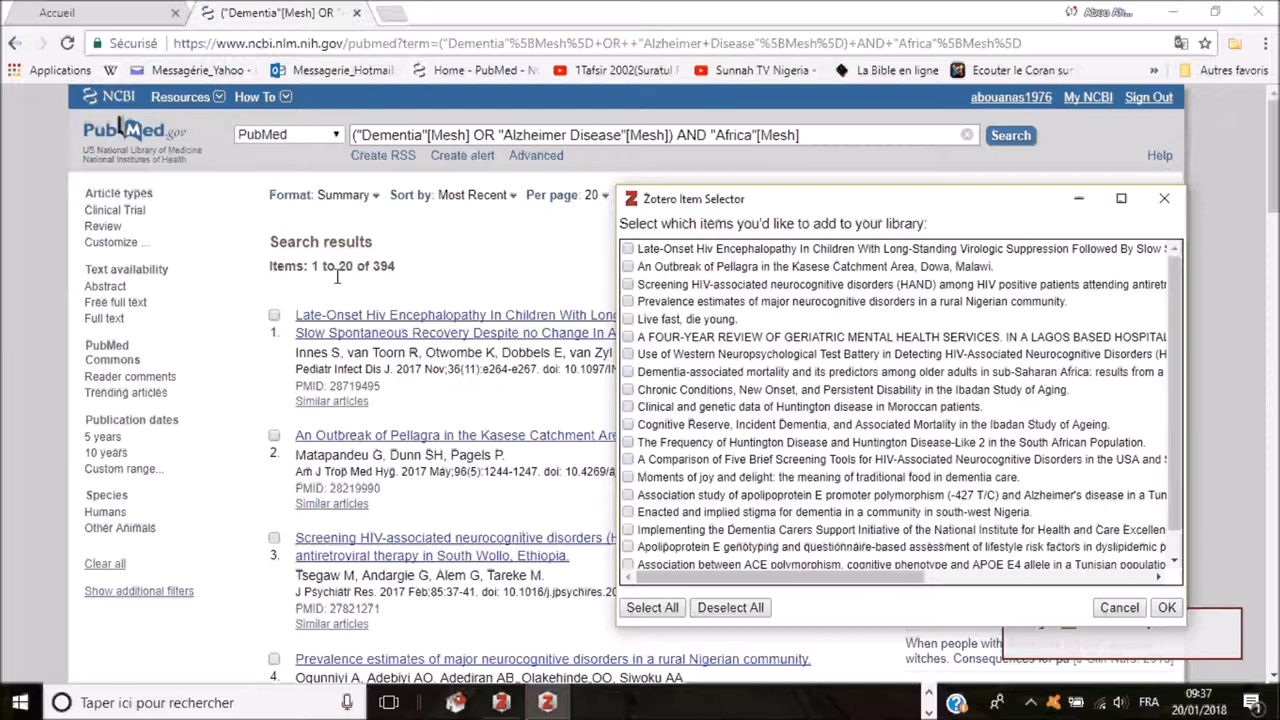 Accueil
("Dementia"[Mesh] OR "
Abou Ah...
Sécurisé
https://www.ncbi.nlm.nih.gov/pubmed?term=("Dementia"%5BMesh%5D+OR++"Alzheimer+Disease"%5BMesh%5D)+AND+"Africa"%5BMesh%5D
Applications
Messagérie_Yahoo
Messagerie_Hotmail
Home - PubMed - N
1Tafsir 2002(Suratul F
Sunnah TV Nigeria -
La Bible en ligne
Ecouter le Coran sur
»
Autres favoris
NCBI
Resources
How To
abouanas1976
My NCBI
Sign Out
PubMed.gov
US National Library of Medicine
National Institutes of Health
PubMed
("Dementia"[Mesh] OR "Alzheimer Disease"[Mesh]) AND "Africa"[Mesh]
Search
Create RSS
Create alert
Advanced
Help
Article types
Clinical Trial
Review
Customize ...
Text availability
Abstract
Free full text
Full text
PubMed
Commons
Reader comments
Trending articles
Publication dates
5 years
10 years
Custom range...
Species
Humans
Other Animals
Clear all
Show additional filters
Format: Summary
Sort by: Most Recent
Per page: 20
Search results
Items: 1 to 20 of 394
Late-Onset Hiv Encephalopathy In Children With Lon
1.
Slow Spontaneous Recovery Despite no Change In A
Innes S, van Toorn R, Otwombe K, Dobbels E, van Zyl
Pediatr Infect Dis J. 2017 Nov;36(11):e264-e267. doi: 10.1097/I
PMID: 28719495
Similar articles
An Outbreak of Pellagra in the Kasese Catchment Are
2.
Matapandeu G, Dunn SH, Pagels P.
Am J Trop Med Hyg. 2017 May;96(5):1244-1247. doi: 10.4269/a
PMID: 28219990
Similar articles
Screening HIV-associated neurocognitive disorders (H
3.
antiretroviral therapy in South Wollo, Ethiopia.
Tsegaw M, Andargie G, Alem G, Tareke M.
J Psychiatr Res. 2017 Feb;85:37-41. doi: 10.1016/j.jpsychires.20
PMID: 27821271
Similar articles
Prevalence estimates of major neurocognitive disorders in a rural Nigerian community.
4.
Ogunniyi A, Adebiyi AO, Adediran AB, Olakehinde OO, Siwoku AA
Zotero Item Selector
Select which items you'd like to add to your library:
Late-Onset Hiv Encephalopathy In Children With Long-Standing Virologic Suppression Followed By Slow S
An Outbreak of Pellagra in the Kasese Catchment Area, Dowa, Malawi.
Screening HIV-associated neurocognitive disorders (HAND) among HIV positive patients attending antiretr
Prevalence estimates of major neurocognitive disorders in a rural Nigerian community.
Live fast, die young.
A FOUR-YEAR REVIEW OF GERIATRIC MENTAL HEALTH SERVICES. IN A LAGOS BASED HOSPITAL
Use of Western Neuropsychological Test Battery in Detecting HIV-Associated Neurocognitive Disorders (H
Dementia-associated mortality and its predictors among older adults in sub-Saharan Africa: results from a
Chronic Conditions, New Onset, and Persistent Disability in the Ibadan Study of Aging.
Clinical and genetic data of Huntington disease in Moroccan patients.
Cognitive Reserve, Incident Dementia, and Associated Mortality in the Ibadan Study of Ageing.
The Frequency of Huntington Disease and Huntington Disease-Like 2 in the South African Population.
A Comparison of Five Brief Screening Tools for HIV-Associated Neurocognitive Disorders in the USA and S
Moments of joy and delight: the meaning of traditional food in dementia care.
Association study of apolipoprotein E promoter polymorphism (-427 T/C) and Alzheimer's disease in a Tun
Enacted and implied stigma for dementia in a community in south-west Nigeria.
Implementing the Dementia Carers Support Initiative of the National Institute for Health and Care Excellen
Apolipoprotein E genotyping and questionnaire-based assessment of lifestyle risk factors in dyslipidemic p
Association between ACE polymorphism, cognitive phenotype and APOE E4 allele in a Tunisian populatio
Select All
Deselect All
Cancel
OK
When people with
witches. Consequences for pa
Taper ici pour rechercher
FRA
09:37
20/01/2018